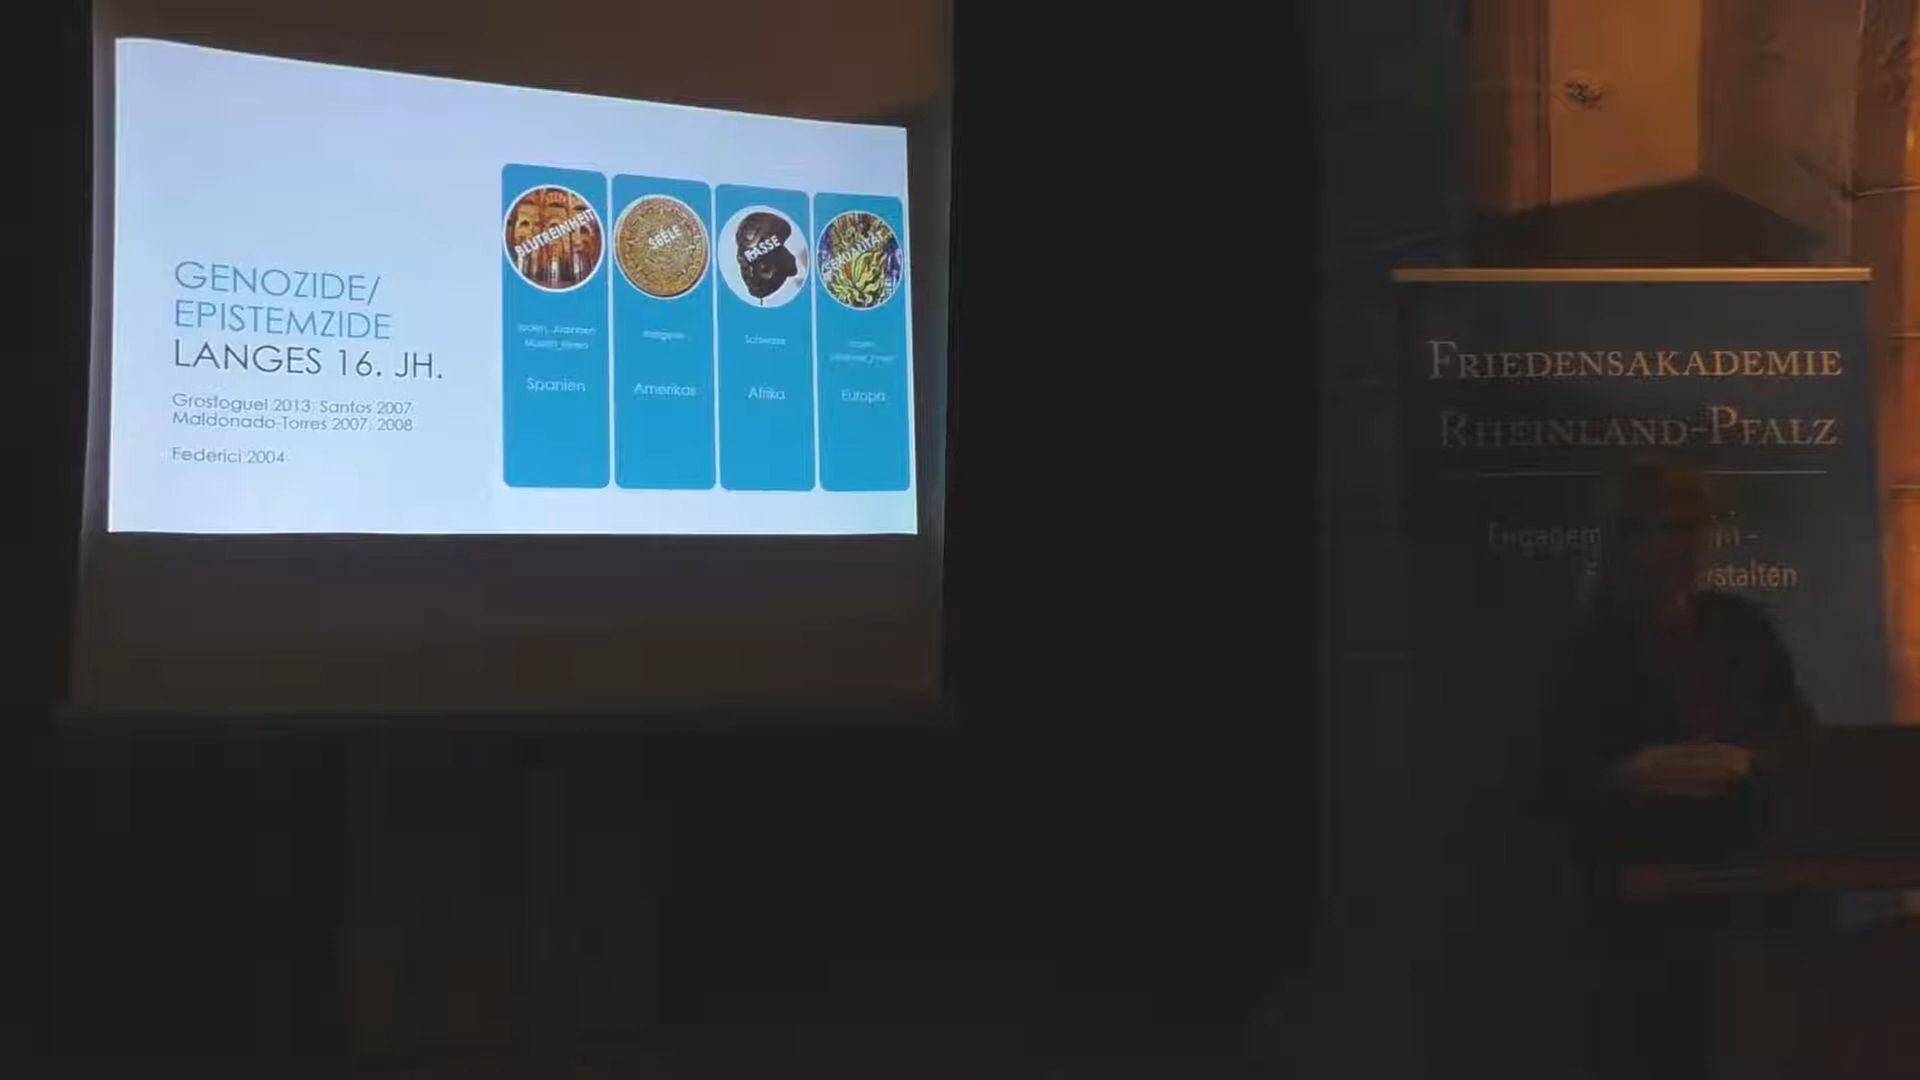 GENOZIDE/
EPISTEMZIDE
LANGES 16. JH.
Grosfoguel 2013, Santos 2007
Maldonado-Torres 2007, 2008
Federici 2004
BLUTREINHEIT
Spanien
SEELE
Amerikas
RASSE
Schwarze
Afrika
SEXUALITÄT
Europa
FRIEDENSAKADEMIE
RHEINLAND-PFALZ